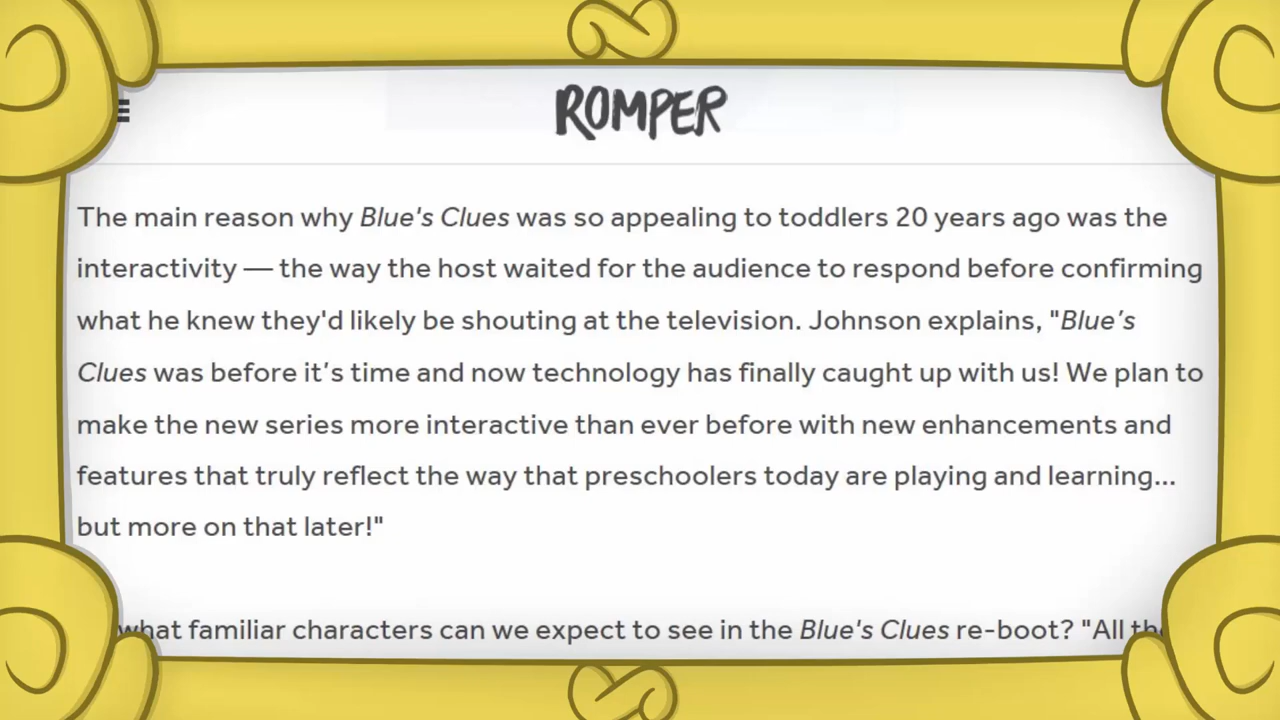 ROMPER
The main reason why Blue's Clues was so appealing to toddlers 20 years ago was the
interactivity — the way the host waited for the audience to respond before confirming
what he knew they'd likely be shouting at the television. Johnson explains, "Blue’s
Clues was before it’s time and now technology has finally caught up with us! We plan to
make the new series more interactive than ever before with new enhancements and
features that truly reflect the way that preschoolers today are playing and learning...
but more on that later!"
what familiar characters can we expect to see in the Blue's Clues re-boot? "All